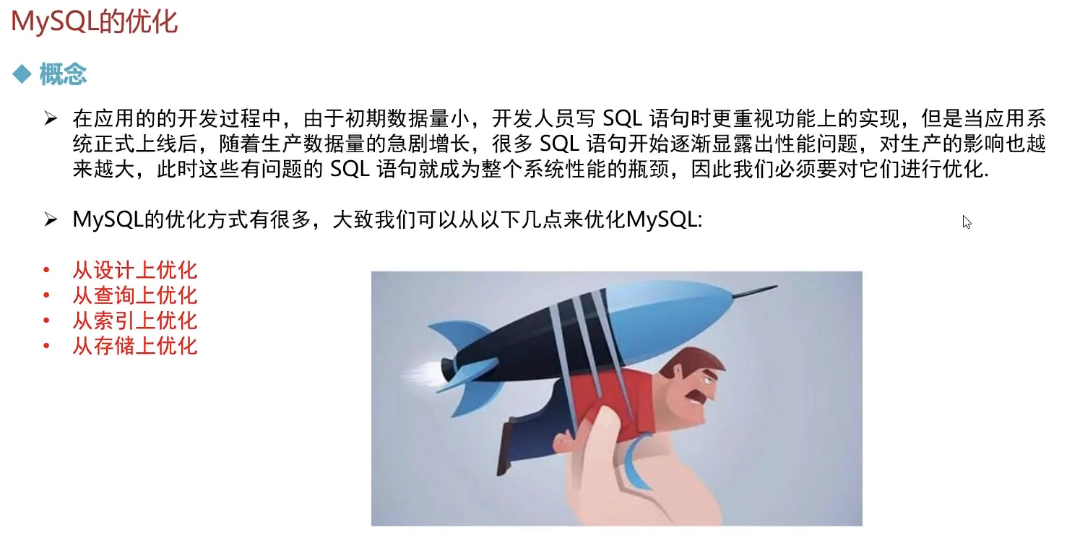 MySQL的优化
概念
在应用的的开发过程中，由于初期数据量小，开发人员写 SQL 语句时更重视功能上的实现，但是当应用系
统正式上线后，随着生产数据量的急剧增长，很多 SQL 语句开始逐渐显露出性能问题，对生产的影响也越
来越大，此时这些有问题的 SQL 语句就成为整个系统性能的瓶颈，因此我们必须要对它们进行优化.
MySQL的优化方式有很多，大致我们可以从以下几点来优化MySQL:
从设计上优化
从查询上优化
从索引上优化
从存储上优化